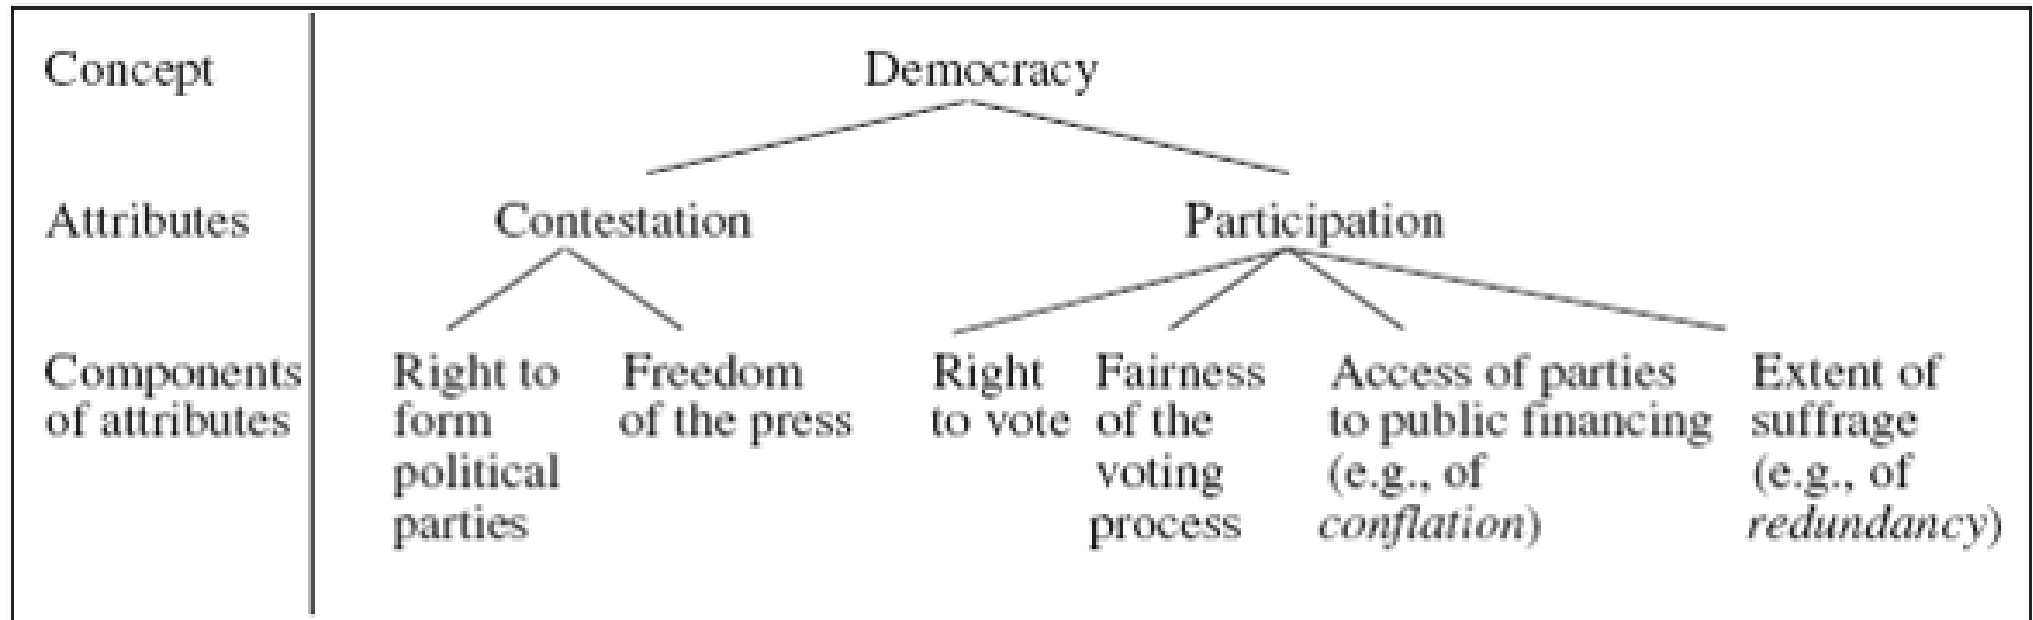 Concept
Democracy
Attributes
Contestation
Participation
Components
of attributes
Right to
form
political
parties
Freedom
of the press
Right
to vote
Fairness
of the
voting
process
Access of parties
to public financing
(e.g., of
conflation)
Extent of
suffrage
(e.g., of
redundancy)